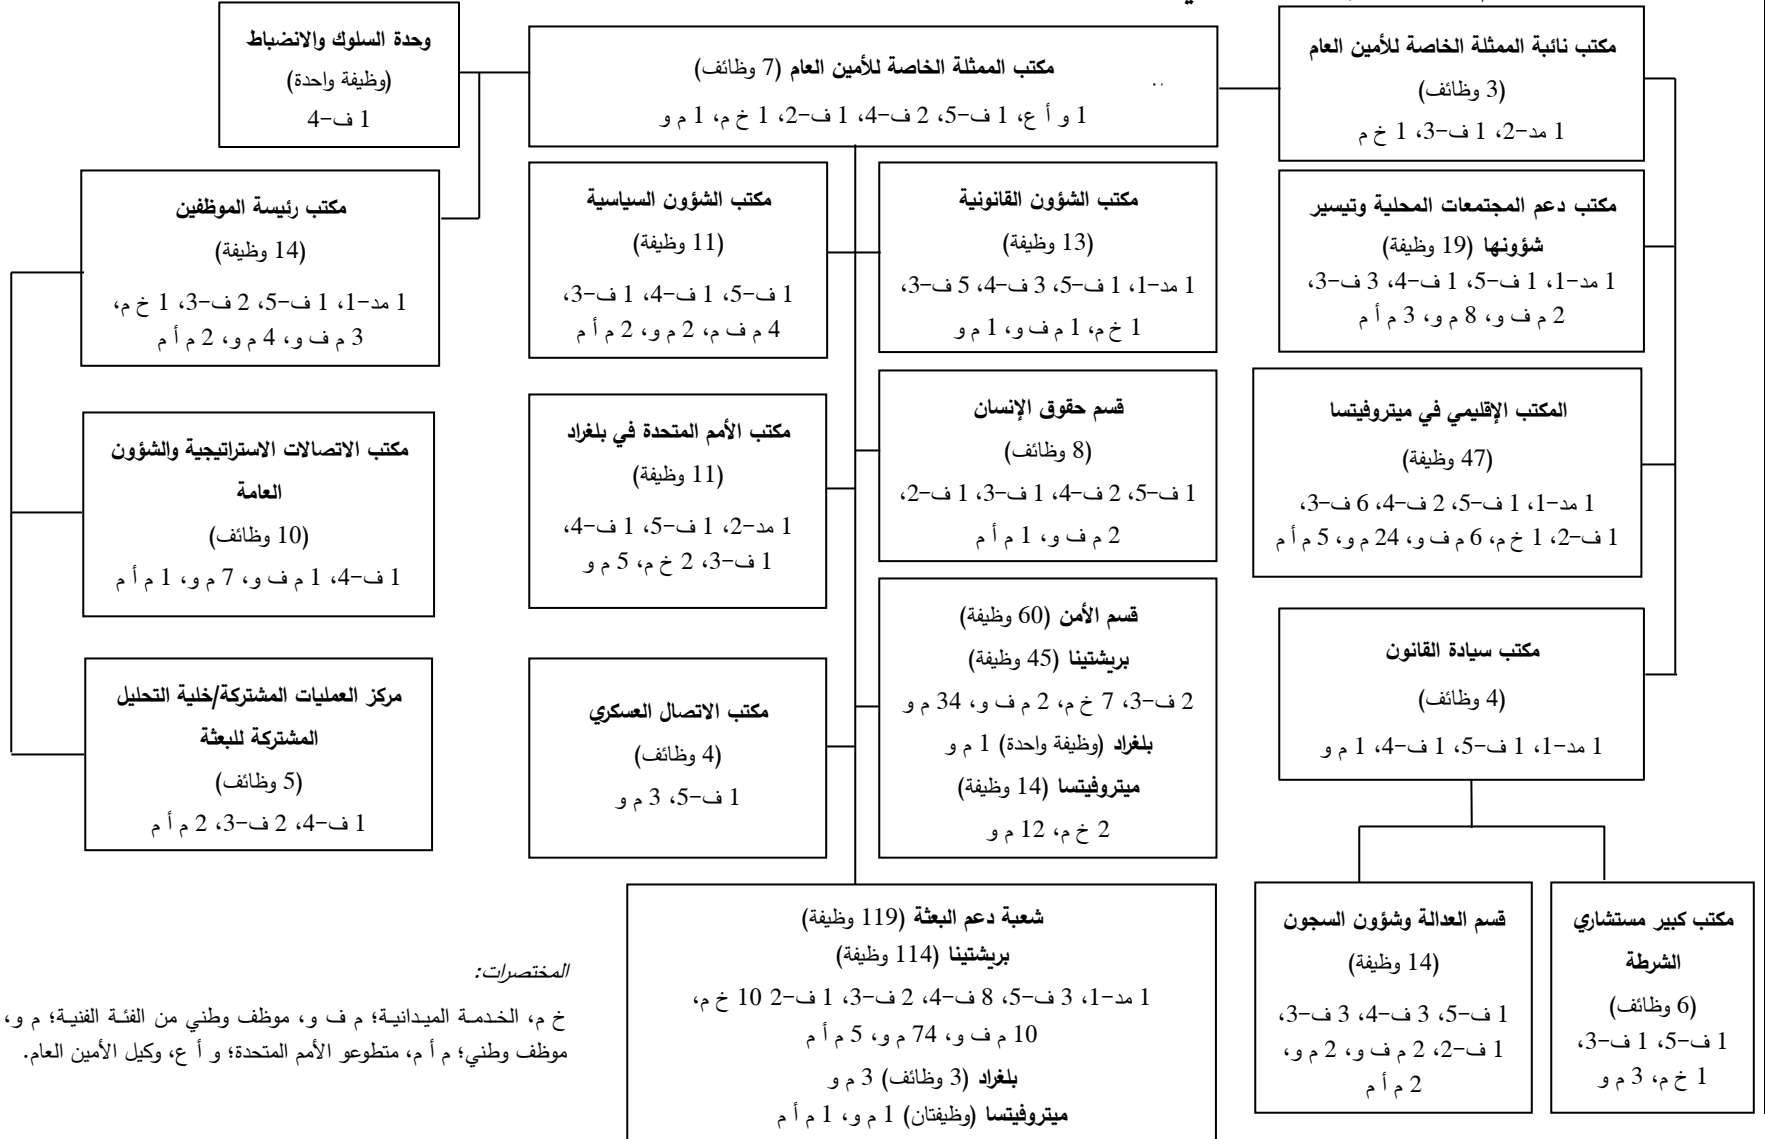 مكتب نائبة الممثلة الخاصة للأمين العام
(3 وظائف)
1 مد-2، 1 ف-3، 1 خ م
مكتب الممثلة الخاصة للأمين العام (7 وظائف)
1 و أ ع، 1 ف-5، 2 ف-4، 1 ف-2، 1 خ م، 1 م و
وحدة السلوك والانضباط
(وظيفة واحدة)
1 ف-4
مكتب دعم المجتمعات المحلية وتيسير
شؤونها (19 وظيفة)
1 مد-1، 1 ف-5، 1 ف-4، 3 ف-3،
2 م ف و، 8 م و، 3 م أ م
مكتب الشؤون القانونية
(13 وظيفة)
1 مد-1، 1 ف-5، 3 ف-4، 5 ف-3،
1 خ م، 1 م ف و، 1 م و
مكتب الشؤون السياسية
(11 وظيفة)
1 ف-5، 1 ف-4، 1 ف-3،
4 م ف م، 2 م و، 2 م أ م
مكتب رئيسة الموظفين
(14 وظيفة)
1 مد-1، 1 ف-5، 2 ف-3، 1 خ م،
3 م ف و، 4 م و، 2 م أ م
المكتب الإقليمي في ميتروفيتسا
(47 وظيفة)
1 مد-1، 1 ف-5، 2 ف-4، 6 ف-3،
1 ف-2، 1 خ م، 6 م ف و، 24 م و، 5 م أ م
قسم حقوق الإنسان
(8 وظائف)
1 ف-5، 2 ف-4، 1 ف-3، 1 ف-2،
2 م ف و، 1 م أ م
مكتب الأمم المتحدة في بلغراد
(11 وظيفة)
1 مد-2، 1 ف-5، 1 ف-4،
1 ف-3، 2 خ م، 5 م و
مكتب الاتصالات الاستراتيجية والشؤون
العامة
(10 وظائف)
1 ف-4، 1 م ف و، 7 م و، 1 م أ م
مكتب سيادة القانون
(4 وظائف)
1 مد-1، 1 ف-5، 1 ف-4، 1 م و
قسم الأمن (60 وظيفة)
بريشتينا (45 وظيفة)
2 ف-3، 7 خ م، 2 م ف و، 34 م و
بلغراد (وظيفة واحدة) 1 م و
ميتروفيتسا (14 وظيفة)
2 خ م، 12 م و
مكتب الاتصال العسكري
(4 وظائف)
1 ف-5، 3 م و
مركز العمليات المشتركة/خلية التحليل
المشتركة للبعثة
(5 وظائف)
1 ف-4، 2 ف-3، 2 م أ م
مكتب كبير مستشاري
الشرطة
(6 وظائف)
1 ف-5، 1 ف-3،
1 خ م، 3 م و
قسم العدالة وشؤون السجون
(14 وظيفة)
1 ف-5، 3 ف-4، 3 ف-3،
1 ف-2، 2 م ف و، 2 م و،
2 م أ م
شعبة دعم البعثة (119 وظيفة)
بريشتينا (114 وظيفة)
1 مد-1، 3 ف-5، 8 ف-4، 2 ف-3، 1 ف-2 10 خ م،
10 م ف و، 74 م و، 5 م أ م
بلغراد (3 وظائف) 3 م و
ميتروفيتسا (وظيفتان) 1 م و، 1 م أ م
المختصرات:
خ م، الخدمة الميدانية؛ م ف و، موظف وطني من الفئة الفنية؛ م و،
موظف وطني؛ م أ م، متطوعو الأمم المتحدة؛ و أ ع، وكيل الأمين العام.